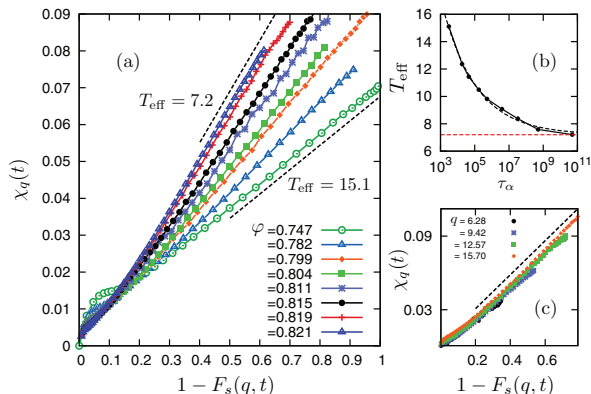 0.09
0.08
0.07
0.06
0.05
0.04
0.03
0.02
0.01
0
χq(t)
(a)
Teff = 7.2
Teff = 15.1
φ =0.747
=0.782
=0.799
=0.804
=0.811
=0.815
=0.819
=0.821
0 0.1 0.2 0.3 0.4 0.5 0.6 0.7 0.8 0.9 1
1 − Fs(q, t)
16
14
12
10
8
6
Teff
(b)
10³ 10⁵ 10⁷ 10⁹ 10¹¹
τα
0.09
0.03
χq(t)
q = 6.28
= 9.42
= 12.57
= 15.70
(c)
0.2 0.4 0.6
1 − Fs(q, t)